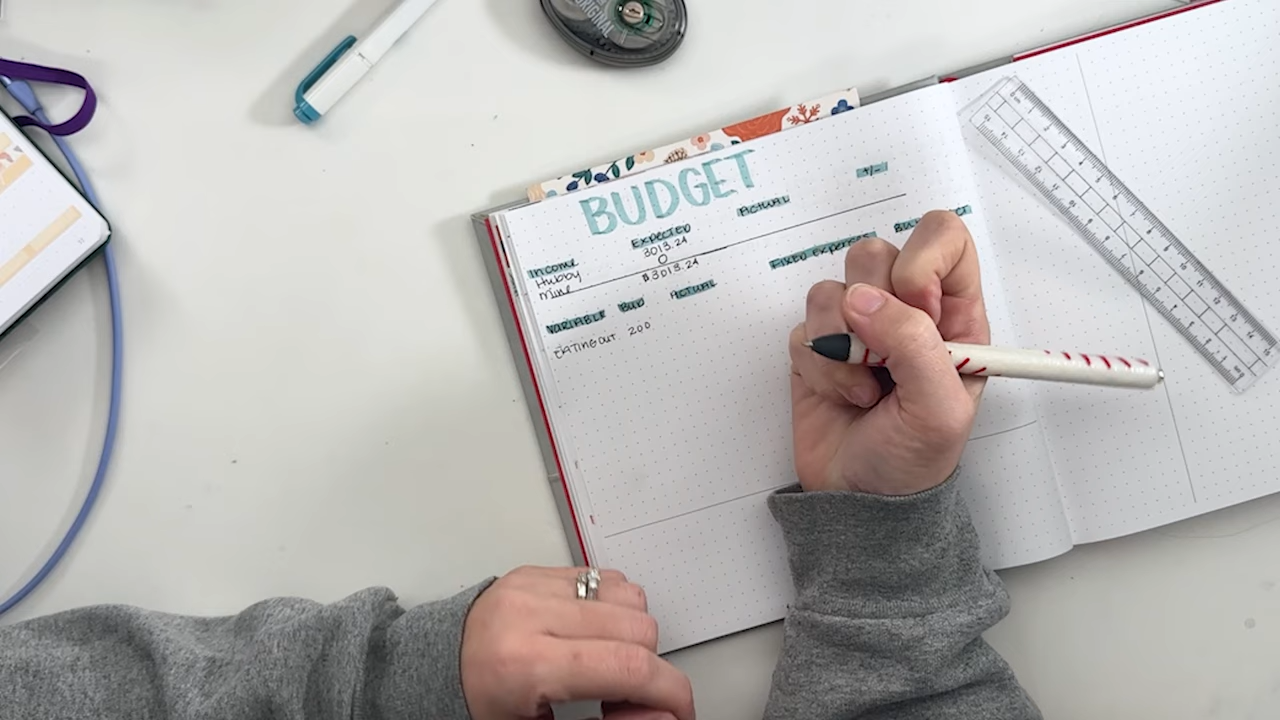 ORIGINAL
BUDGET
EXPECTED ACTUAL +/-
Income
Hubby 3013.24
mine 0
$3013.24
VARIABLE BUD ACTUAL FIXED EXPENSES
EATING OUT 200